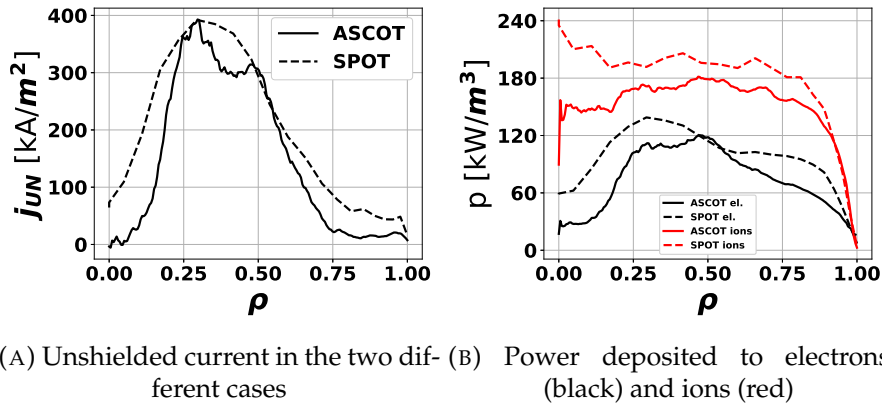 400
300
200
100
0
j_UN [kA/m²]
ASCOT
SPOT
0.00 0.25 0.50 0.75 1.00
ρ
240
180
120
60
0
p [kW/m³]
ASCOT el.
SPOT el.
ASCOT ions
SPOT ions
0.00 0.25 0.50 0.75 1.00
ρ
(A) Unshielded current in the two dif-
ferent cases
(B) Power deposited to electrons
(black) and ions (red)